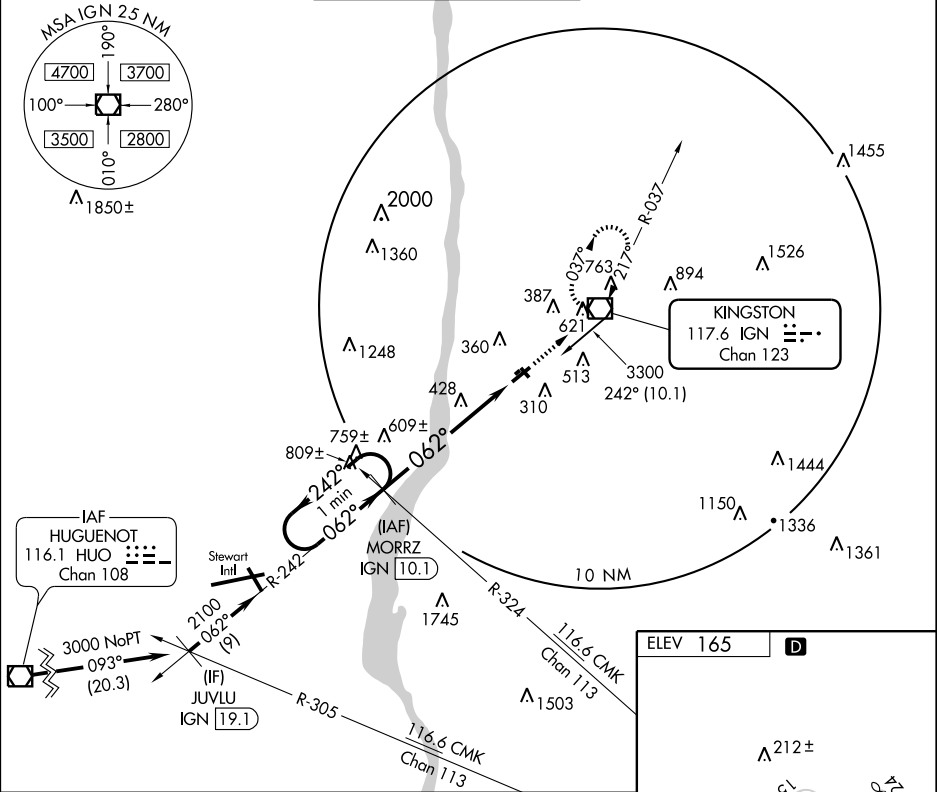 MSA IGN 25 NM
190°
4700
3700
100°
280°
3500
2800
010°
1850±
2000
1360
1248
1455
R-037
037°
217°
763
894
1526
387
621
KINGSTON
117.6 IGN
Chan 123
360
513
3300
242° (10.1)
310
428
609±
759±
809±
062°
242°
1 min
062°
1444
1150
1336
1361
IAF
HUGUENOT
116.1 HUO
Chan 108
Stewart
Intl
R-242
(IAF)
MORRZ
IGN 10.1
10 NM
1745
R-324
116.6 CMK
Chan 113
3000 NoPT
093°
(20.3)
2100
062°
(9)
(IF)
JUVLU
IGN 19.1
R-305
116.6 CMK
Chan 113
1503
ELEV 165
D
212±
15
24